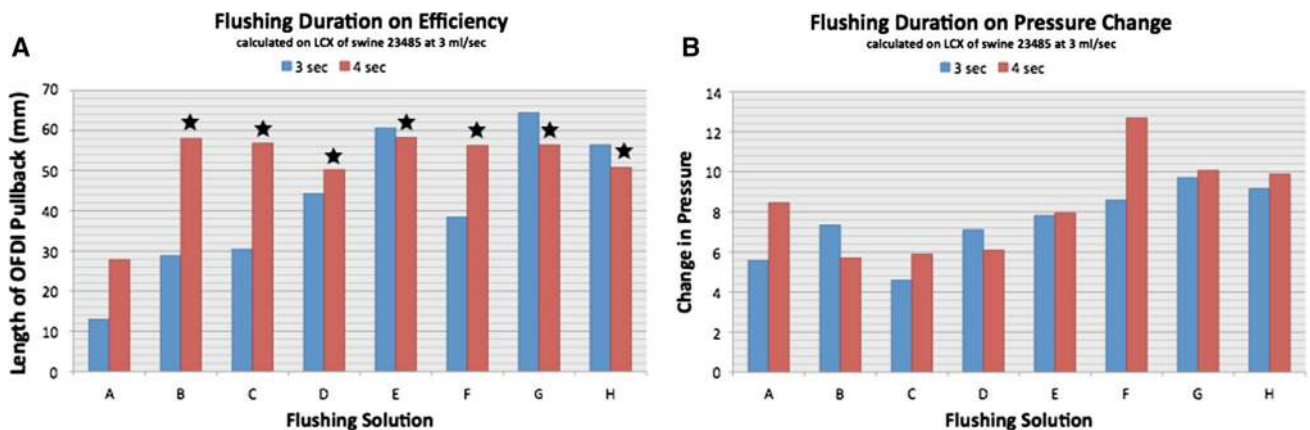 A
Flushing Duration on Efficiency
calculated on LCX of swine 23485 at 3 ml/sec
3 sec 4 sec
Length of OFDI Pullback (mm)
70
60
50
40
30
20
10
0
A B C D E F G H
Flushing Solution
B
Flushing Duration on Pressure Change
calculated on LCX of swine 23485 at 3 ml/sec
3 sec 4 sec
Change in Pressure
14
12
10
8
6
4
2
0
A B C D E F G H
Flushing Solution